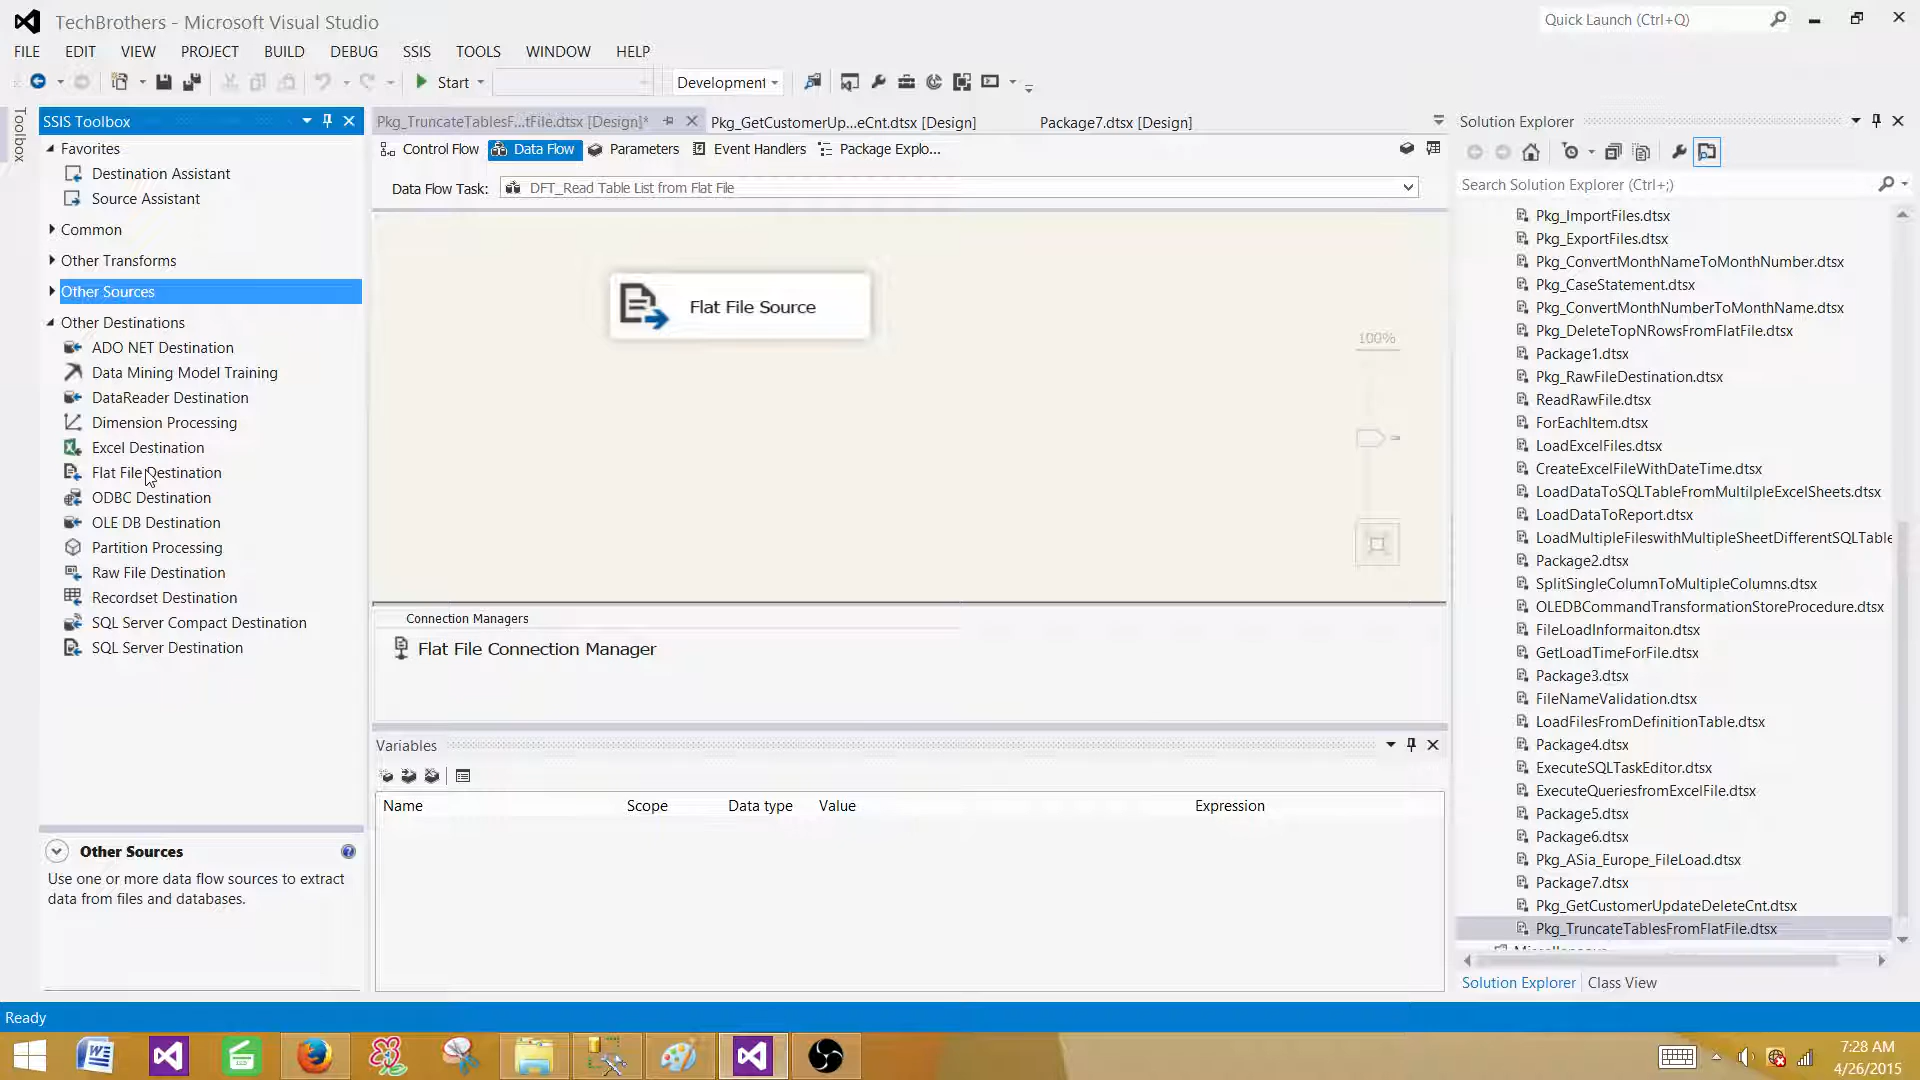 TechBrothers - Microsoft Visual Studio
Quick Launch (Ctrl+Q)
FILE EDIT VIEW PROJECT BUILD DEBUG SSIS TOOLS WINDOW HELP
Start Development
Toolbox
SSIS Toolbox
Favorites
Destination Assistant
Source Assistant
Common
Other Transforms
Other Sources
Other Destinations
ADO NET Destination
Data Mining Model Training
DataReader Destination
Dimension Processing
Excel Destination
Flat File Destination
ODBC Destination
OLE DB Destination
Partition Processing
Raw File Destination
Recordset Destination
SQL Server Compact Destination
SQL Server Destination
Other Sources
Use one or more data flow sources to extract
data from files and databases.
Pkg_TruncateTablesF...tFile.dtsx [Design]* Pkg_GetCustomerUp...eCnt.dtsx [Design] Package7.dtsx [Design]
Control Flow Data Flow Parameters Event Handlers Package Explo...
Data Flow Task: DFT_Read Table List from Flat File
Flat File Source
100%
Connection Managers
Flat File Connection Manager
Variables
Name Scope Data type Value Expression
Solution Explorer
Search Solution Explorer (Ctrl+;)
Pkg_ImportFiles.dtsx
Pkg_ExportFiles.dtsx
Pkg_ConvertMonthNameToMonthNumber.dtsx
Pkg_CaseStatement.dtsx
Pkg_ConvertMonthNumberToMonthName.dtsx
Pkg_DeleteTopNRowsFromFlatFile.dtsx
Package1.dtsx
Pkg_RawFileDestination.dtsx
ReadRawFile.dtsx
ForEachItem.dtsx
LoadExcelFiles.dtsx
CreateExcelFileWithDateTime.dtsx
LoadDataToSQLTableFromMultilpleExcelSheets.dtsx
LoadDataToReport.dtsx
LoadMultipleFileswithMultipleSheetDifferentSQLTable
Package2.dtsx
SplitSingleColumnToMultipleColumns.dtsx
OLEDBCommandTransformationStoreProcedure.dtsx
FileLoadInformaiton.dtsx
GetLoadTimeForFile.dtsx
Package3.dtsx
FileNameValidation.dtsx
LoadFilesFromDefinitionTable.dtsx
Package4.dtsx
ExecuteSQLTaskEditor.dtsx
ExecuteQueriesfromExcelFile.dtsx
Package5.dtsx
Package6.dtsx
Pkg_ASia_Europe_FileLoad.dtsx
Package7.dtsx
Pkg_GetCustomerUpdateDeleteCnt.dtsx
Pkg_TruncateTablesFromFlatFile.dtsx
Solution Explorer Class View
Ready
7:28 AM
4/26/2015